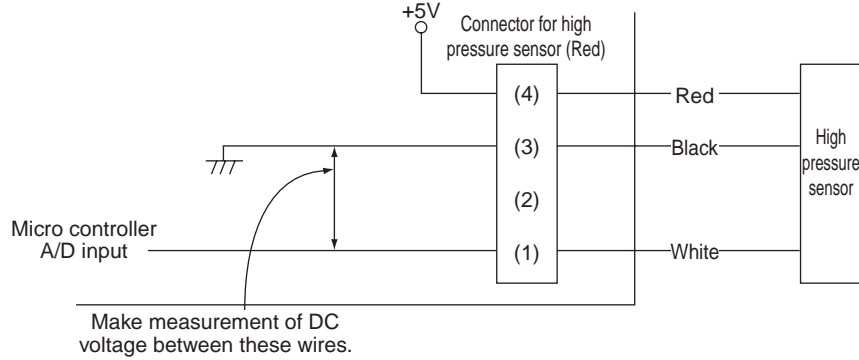 +5V
Connector for high
pressure sensor (Red)
(4)
Red
(3)
Black
High
pressure
sensor
(2)
Micro controller
A/D input
(1)
White
Make measurement of DC
voltage between these wires.